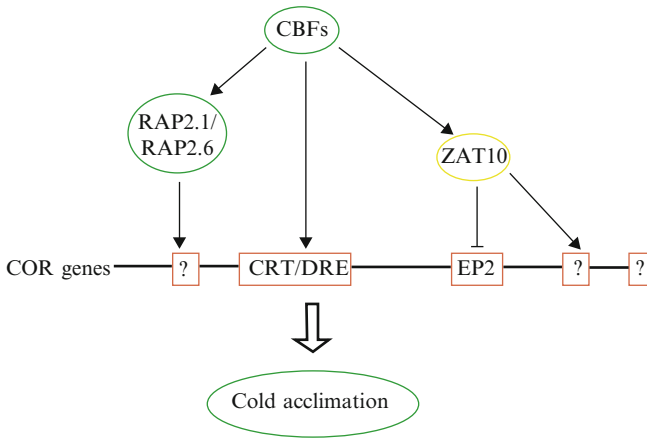 CBFs
RAP2.1/
RAP2.6
ZAT10
COR genes
?
CRT/DRE
EP2
?
?
Cold acclimation